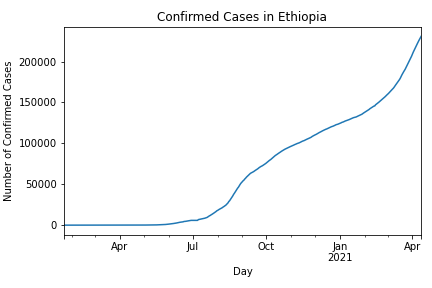 Confirmed Cases in Ethiopia
Number of Confirmed Cases
200000
150000
100000
50000
0
Apr
Jul
Oct
Jan
2021
Apr
Day